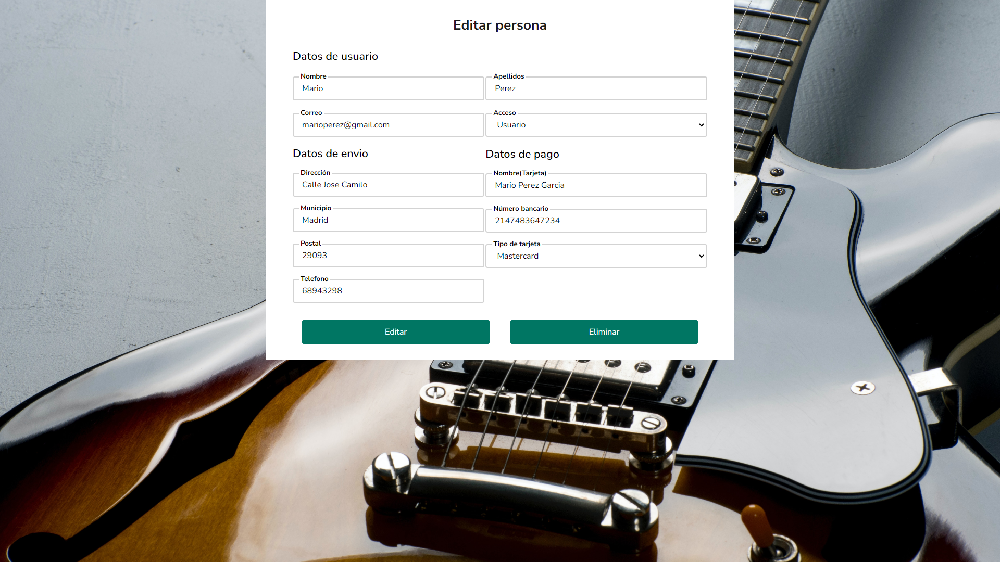 Editar persona
Datos de usuario
Nombre
Mario
Apellidos
Perez
Correo
marioperez@gmail.com
Acceso
Usuario
Datos de envio
Dirección
Calle Jose Camilo
Municipio
Madrid
Postal
29093
Telefono
68943298
Datos de pago
Nombre(Tarjeta)
Mario Perez Garcia
Número bancario
2147483647234
Tipo de tarjeta
Mastercard
Editar
Eliminar